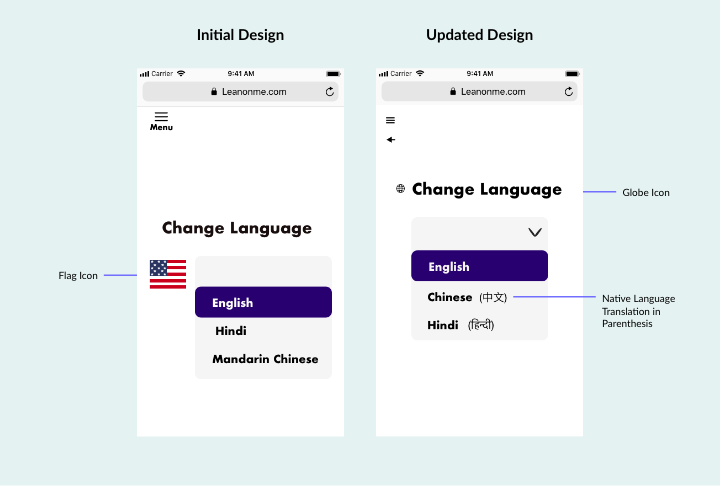 Initial Design
Updated Design
Carrier
9:41 AM
Leanonme.com
Menu
Change Language
Flag Icon
English
Hindi
Mandarin Chinese
Carrier
9:41 AM
Leanonme.com
Change Language
Globe Icon
English
Chinese (中文)
Hindi (हिन्दी)
Native Language
Translation in
Parenthesis